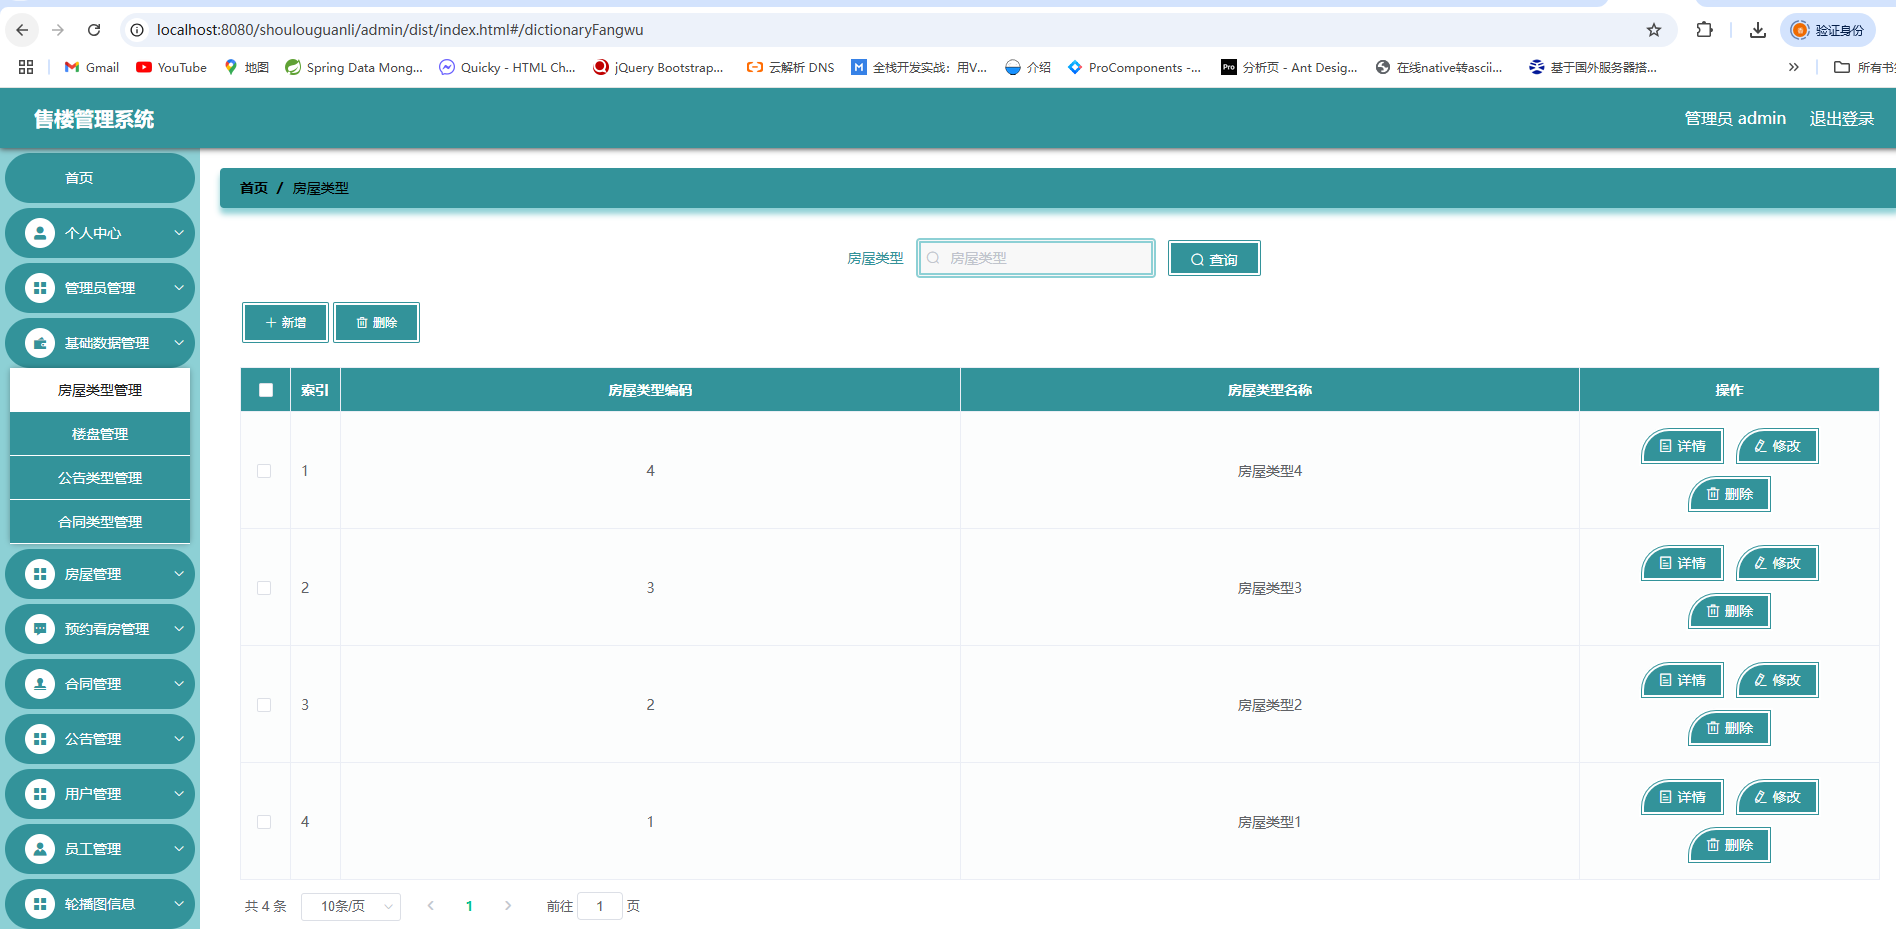 localhost:8080/shoulouguanli/admin/dist/index.html#/dictionaryFangwu
验证身份
Gmail
YouTube
地图
Spring Data Mong...
Quicky - HTML Ch...
jQuery Bootstrap...
云解析 DNS
全栈开发实战：用V...
介绍
ProComponents -...
Pro
分析页 - Ant Desig...
在线native转ascii...
基于国外服务器搭...
所有书
售楼管理系统
管理员 admin
退出登录
首页
个人中心
管理员管理
基础数据管理
房屋类型管理
楼盘管理
公告类型管理
合同类型管理
房屋管理
预约看房管理
合同管理
公告管理
用户管理
员工管理
轮播图信息
首页 / 房屋类型
房屋类型
房屋类型
查询
新增
删除
索引 房屋类型编码 房屋类型名称 操作
1 4 房屋类型4 详情 修改
删除
2 3 房屋类型3 详情 修改
删除
3 2 房屋类型2 详情 修改
删除
4 1 房屋类型1 详情 修改
删除
共 4 条 10条/页 1 前往 1 页